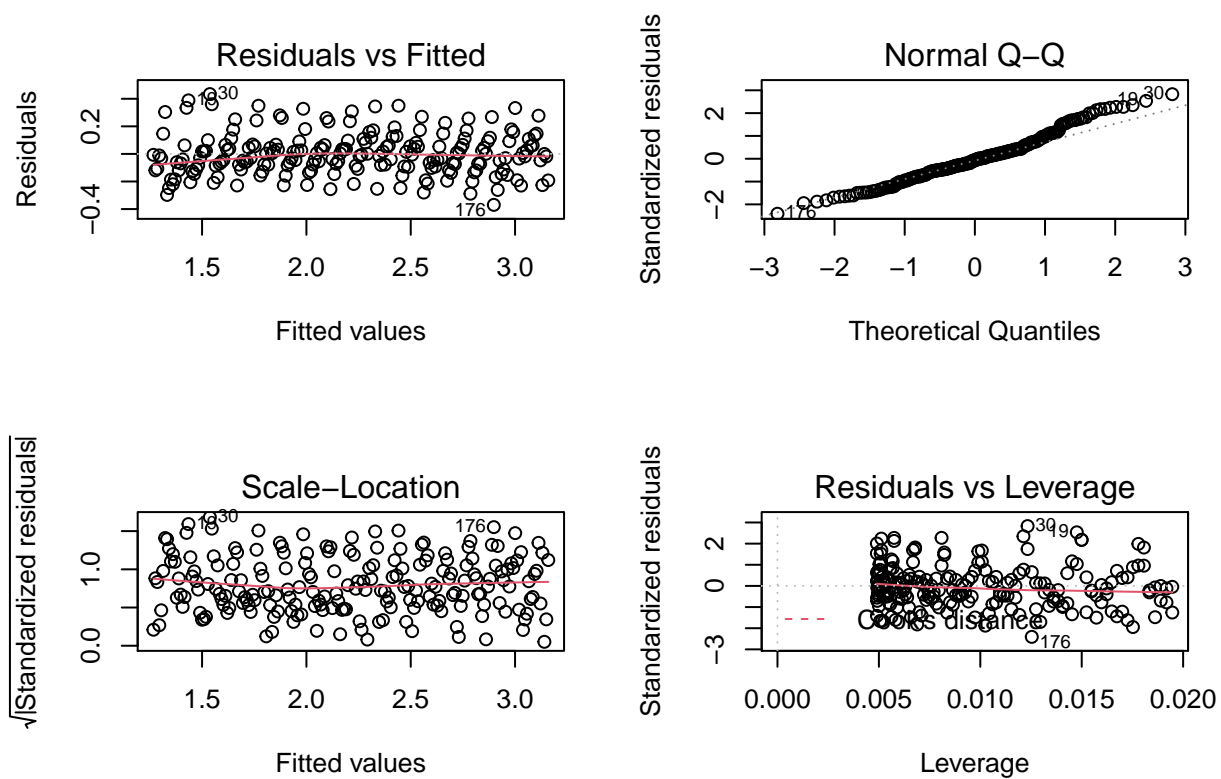 Residuals vs Fitted
Residuals
0.2
−0.4
19 30
176
1.5 2.0 2.5 3.0
Fitted values
Normal Q−Q
Standardized residuals
2
0
−2
19 30
176
−3 −2 −1 0 1 2 3
Theoretical Quantiles
Scale−Location
√|Standardized residuals|
1.0
0.0
19 30
176
1.5 2.0 2.5 3.0
Fitted values
Residuals vs Leverage
Standardized residuals
2
0
−3
30 19
Cook's distance
176
0.000 0.005 0.010 0.015 0.020
Leverage